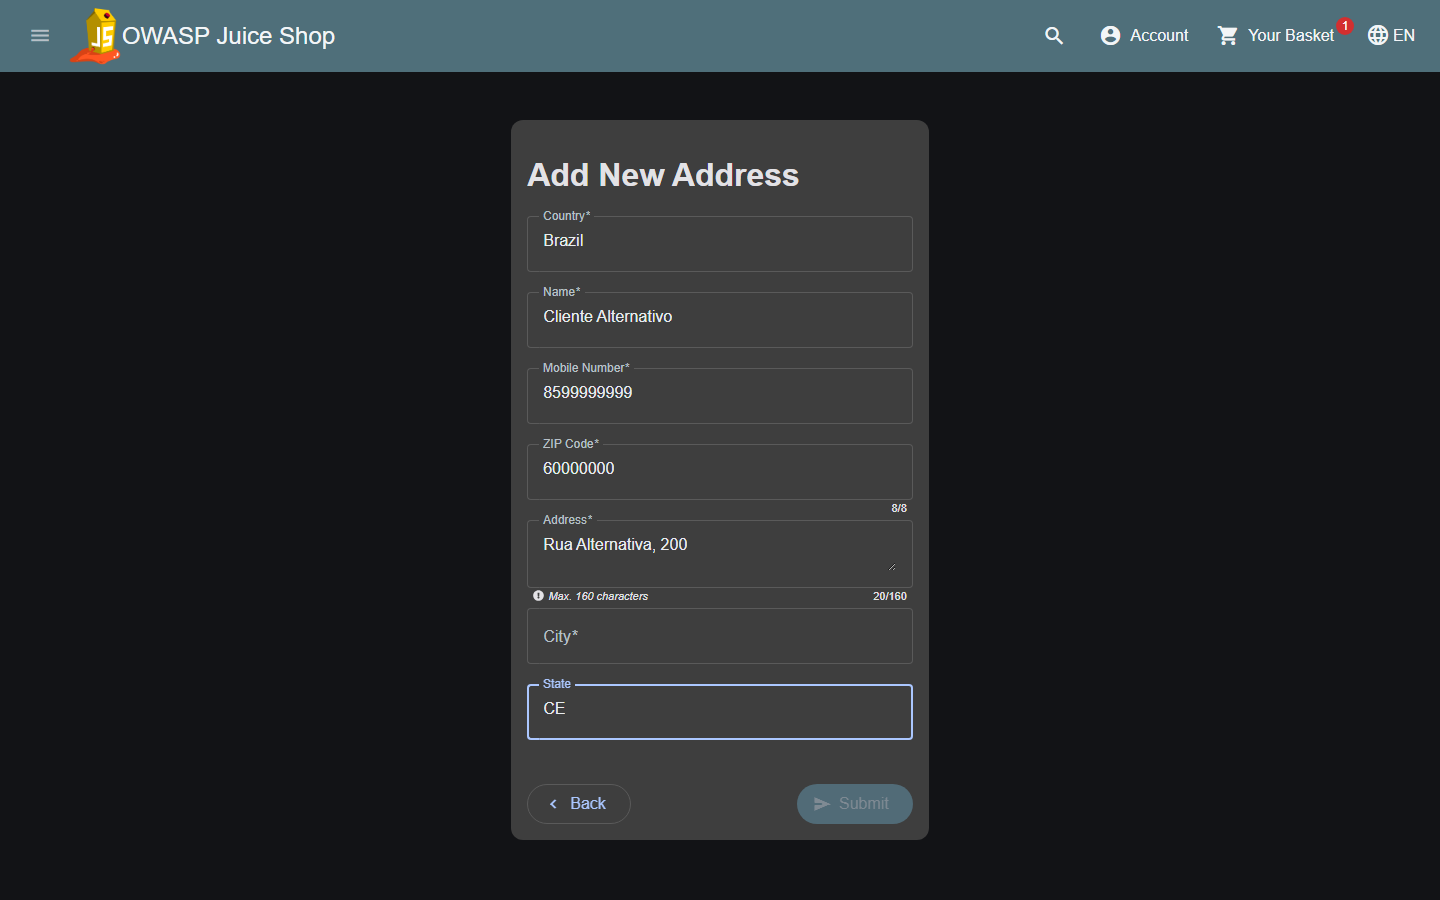 JS
OWASP Juice Shop
Account
Your Basket
1
EN
Add New Address
Country*
Brazil
Name*
Cliente Alternativo
Mobile Number*
8599999999
ZIP Code*
60000000
8/8
Address*
Rua Alternativa, 200
Max. 160 characters
20/160
City*
State
CE
Back
Submit